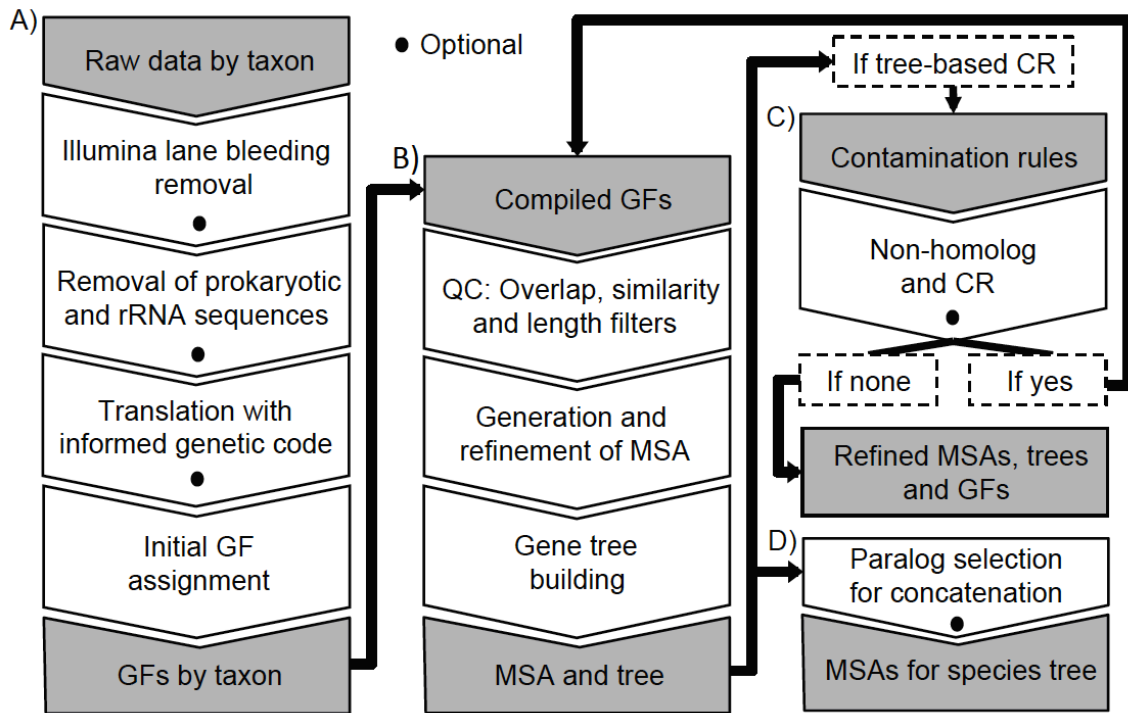 A)
Raw data by taxon
Illumina lane bleeding
removal
Removal of prokaryotic
and rRNA sequences
Translation with
informed genetic code
Initial GF
assignment
GFs by taxon
Optional
B)
Compiled GFs
QC: Overlap, similarity
and length filters
Generation and
refinement of MSA
Gene tree
building
MSA and tree
If tree-based CR
C)
Contamination rules
Non-homolog
and CR
If none
If yes
Refined MSAs, trees
and GFs
D)
Paralog selection
for concatenation
MSAs for species tree